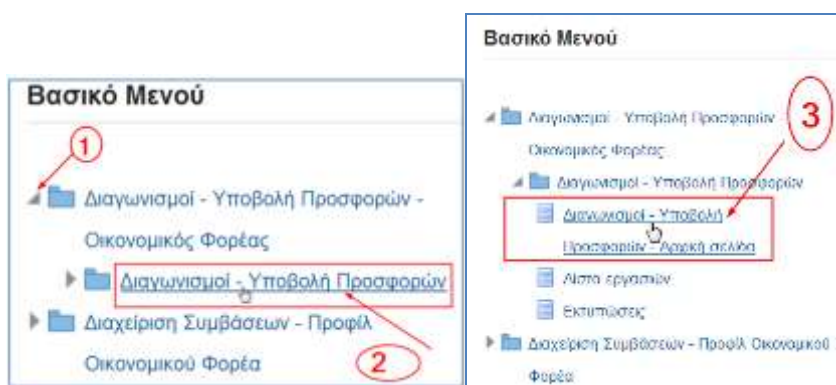 Βασικό Μενού
1
Διαγωνισμοί - Υποβολή Προσφορών -
Οικονομικός Φορέας
Διαγωνισμοί - Υποβολή Προσφορών
Διαχείριση Συμβάσεων - Προφίλ
Οικονομικού Φορέα
2
Βασικό Μενού
3
Διαγωνισμοί - Υποβολή Προσφορών
Οικονομικός Φορέας
Διαγωνισμοί - Υποβολή Προσφορών
Διαγωνισμοί - Υποβολή
Προσφορών - Αρχική σελίδα
Λίστα εργασιών
Εκτυπώσεις
Διαχείριση Συμβάσεων - Προφίλ Οικονομικού
Φορέα